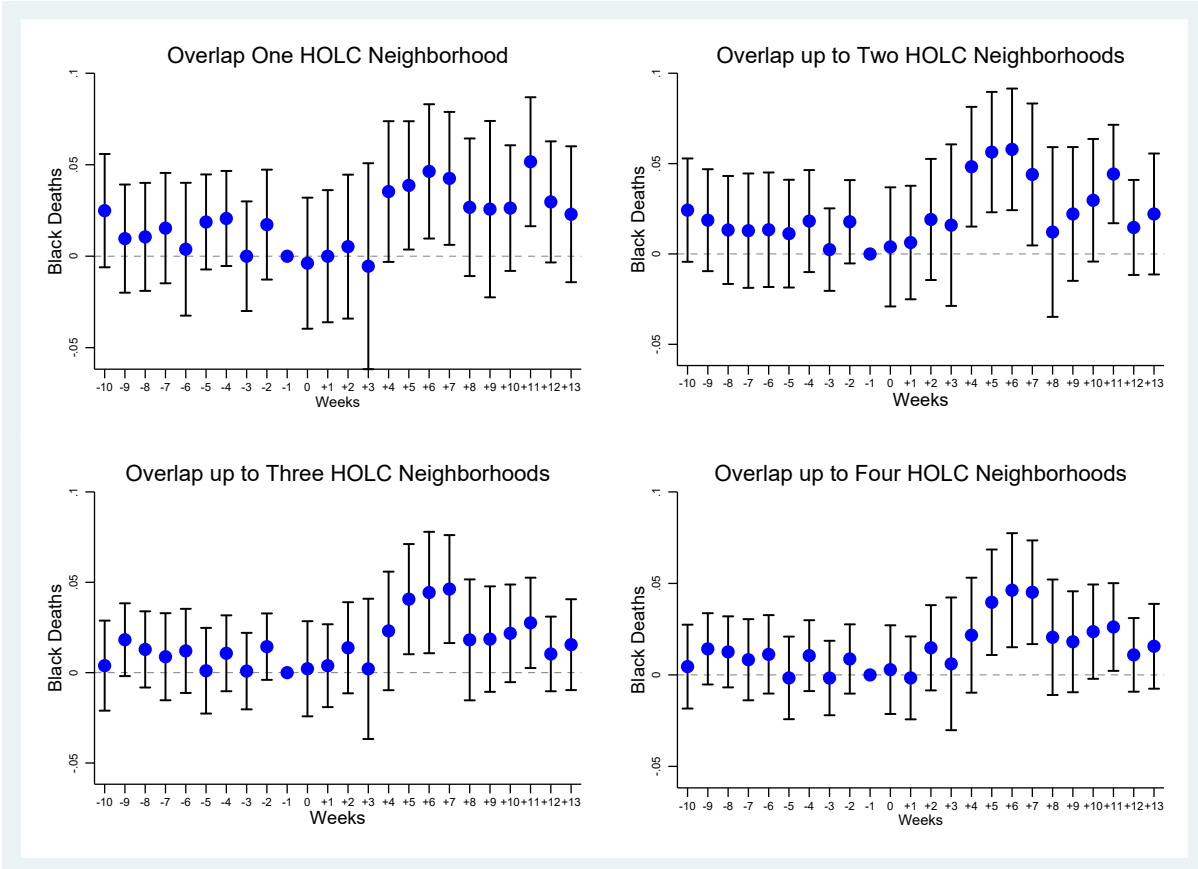 Overlap One HOLC Neighborhood
.1
.05
0
-.05
Black Deaths
-10 -9 -8 -7 -6 -5 -4 -3 -2 -1 0 +1 +2 +3 +4 +5 +6 +7 +8 +9 +10 +11 +12 +13
Weeks
Overlap up to Two HOLC Neighborhoods
.1
.05
0
-.05
Black Deaths
-10 -9 -8 -7 -6 -5 -4 -3 -2 -1 0 +1 +2 +3 +4 +5 +6 +7 +8 +9 +10 +11 +12 +13
Weeks
Overlap up to Three HOLC Neighborhoods
.1
.05
0
-.05
Black Deaths
-10 -9 -8 -7 -6 -5 -4 -3 -2 -1 0 +1 +2 +3 +4 +5 +6 +7 +8 +9 +10 +11 +12 +13
Weeks
Overlap up to Four HOLC Neighborhoods
.1
.05
0
-.05
Black Deaths
-10 -9 -8 -7 -6 -5 -4 -3 -2 -1 0 +1 +2 +3 +4 +5 +6 +7 +8 +9 +10 +11 +12 +13
Weeks